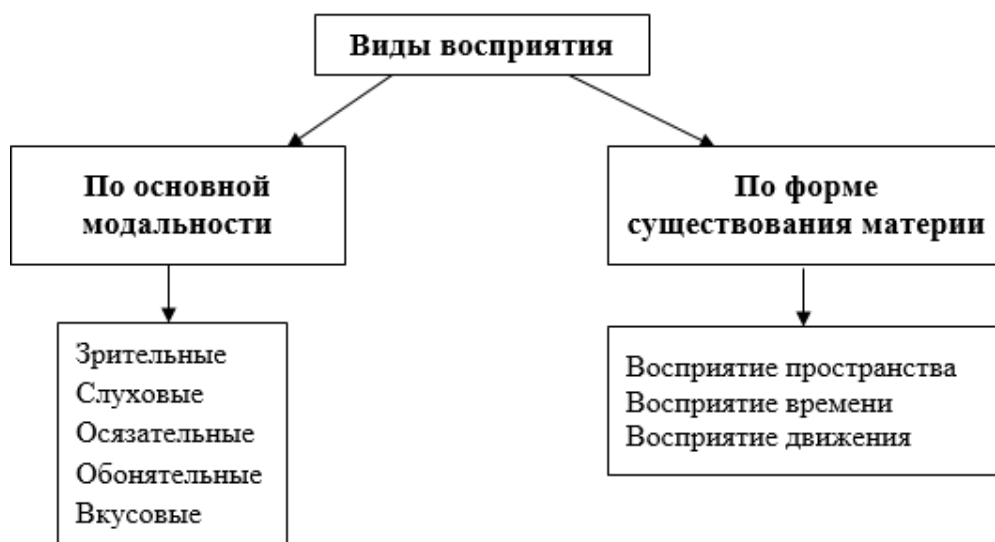 Виды восприятия
По основной
модальности
По форме
существования материи
Зрительные
Слуховые
Осязательные
Обонятельные
Вкусовые
Восприятие пространства
Восприятие времени
Восприятие движения